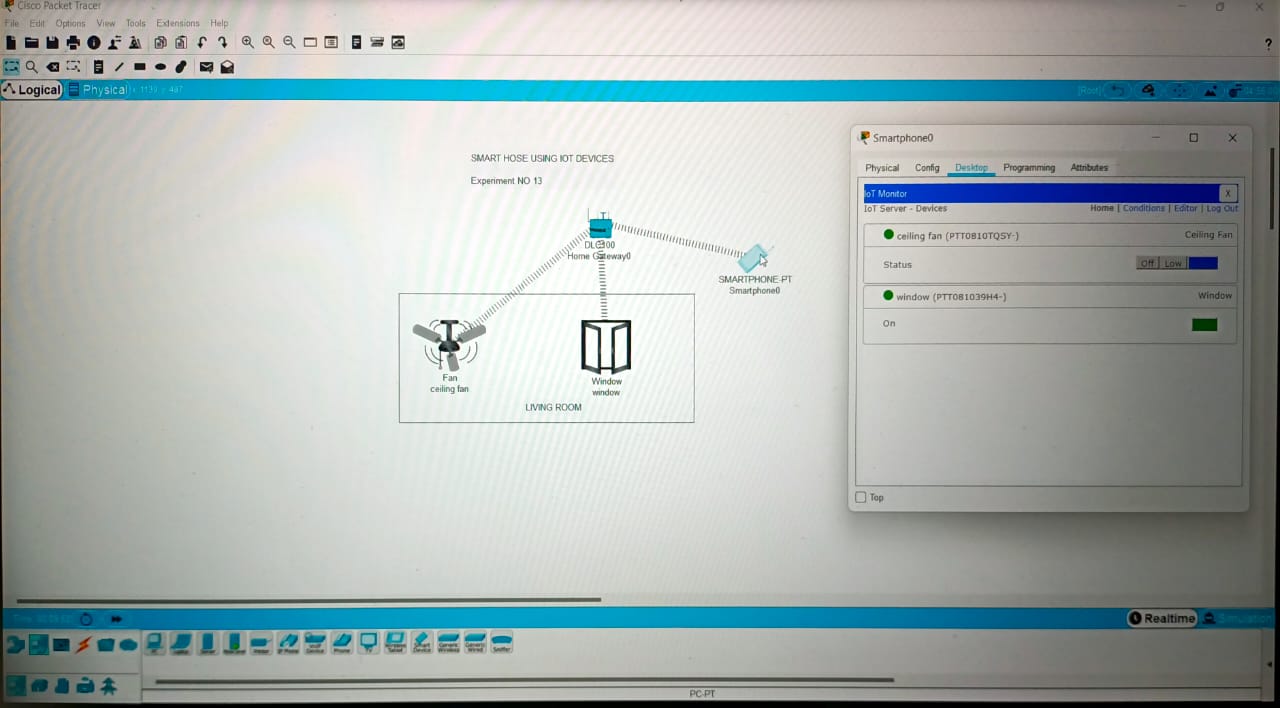 Cisco Packet Tracer
File Edit Options View Tools Extensions Help
?
Logical Physical x: 1139 y: 487
[Root]
SMART HOSE USING IOT DEVICES
Experiment NO 13
Home Gateway0
SMARTPHONE-PT
Smartphone0
Fan
ceiling fan
Window
window
LIVING ROOM
Smartphone0
Physical Config Desktop Programming Attributes
IoT Monitor X
IoT Server - Devices Home | Conditions | Editor | Log Out
ceiling fan (PTT0810TQSY-) Ceiling Fan
Status Off Low
window (PTT081039H4-) Window
On
Top
Realtime Simulation
PC-PT